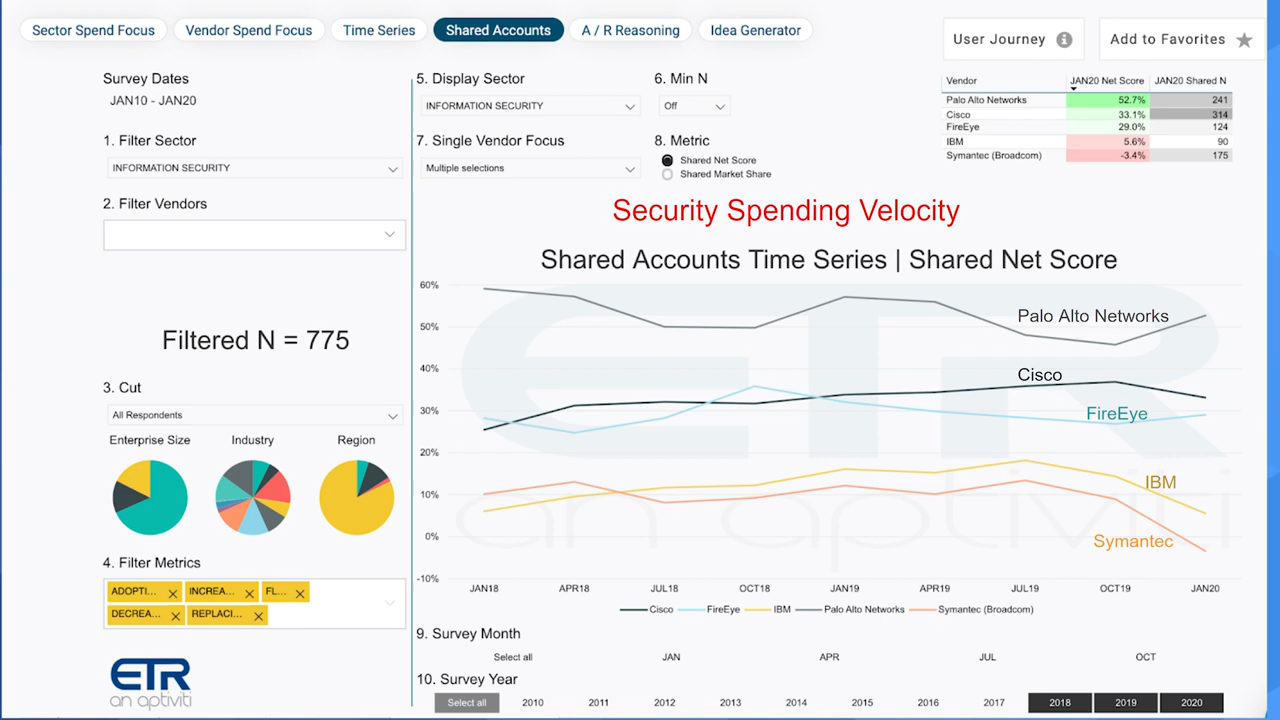 Sector Spend Focus
Vendor Spend Focus
Time Series
Shared Accounts
A / R Reasoning
Idea Generator
User Journey
Add to Favorites
Survey Dates
JAN10 - JAN20
1. Filter Sector
INFORMATION SECURITY
2. Filter Vendors
Filtered N = 775
3. Cut
All Respondents
Enterprise Size
Industry
Region
4. Filter Metrics
ADOPTI...
INCREA...
FL...
DECREA...
REPLACI...
ETR
an aptiviti
5. Display Sector
INFORMATION SECURITY
6. Min N
Off
7. Single Vendor Focus
Multiple selections
8. Metric
Shared Net Score
Shared Market Share
Vendor JAN20 Net Score JAN20 Shared N
Palo Alto Networks 52.7% 241
Cisco 33.1% 314
FireEye 29.0% 124
IBM 5.6% 90
Symantec (Broadcom) -3.4% 175
Security Spending Velocity
Shared Accounts Time Series | Shared Net Score
60%
50%
40%
30%
20%
10%
0%
-10%
Palo Alto Networks
Cisco
FireEye
IBM
Symantec
ETR
an aptiviti
JAN18 APR18 JUL18 OCT18 JAN19 APR19 JUL19 OCT19 JAN20
Cisco FireEye IBM Palo Alto Networks Symantec (Broadcom)
9. Survey Month
Select all JAN APR JUL OCT
10. Survey Year
Select all 2010 2011 2012 2013 2014 2015 2016 2017 2018 2019 2020